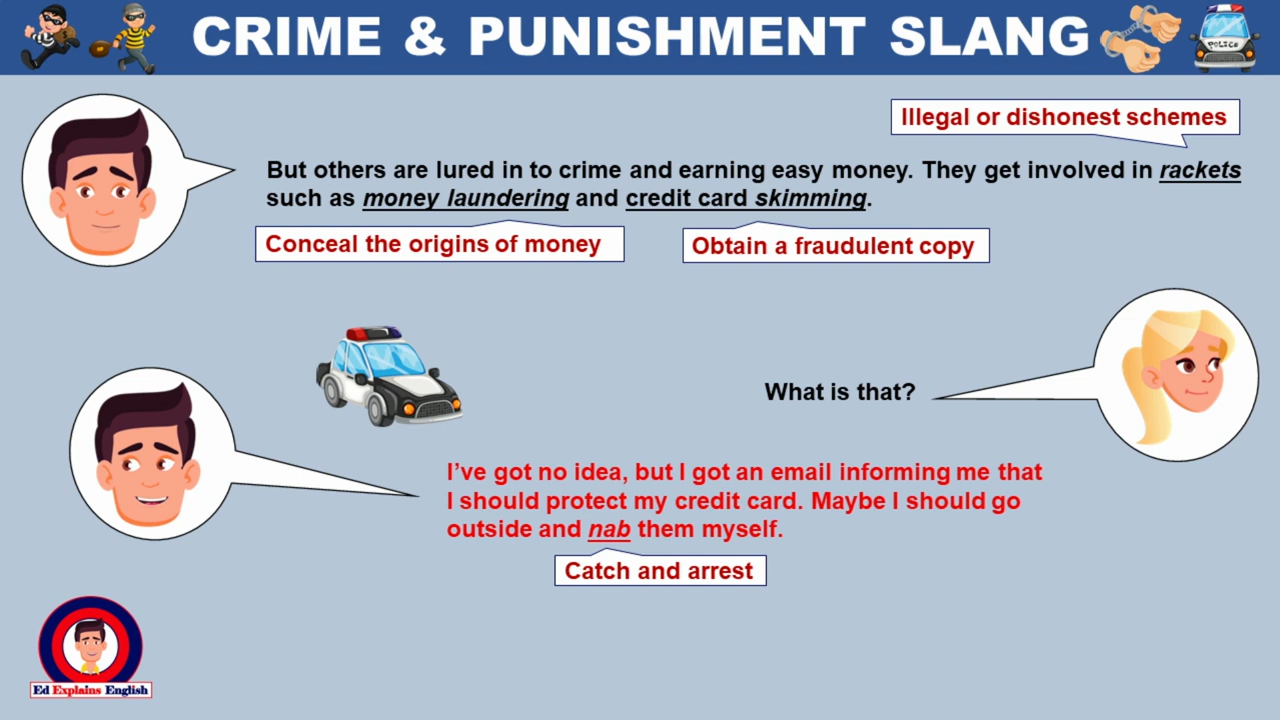 CRIME & PUNISHMENT SLANG
POLICE
Illegal or dishonest schemes
But others are lured in to crime and earning easy money. They get involved in rackets
such as money laundering and credit card skimming.
Conceal the origins of money
Obtain a fraudulent copy
What is that?
I’ve got no idea, but I got an email informing me that
I should protect my credit card. Maybe I should go
outside and nab them myself.
Catch and arrest
Ed Explains English